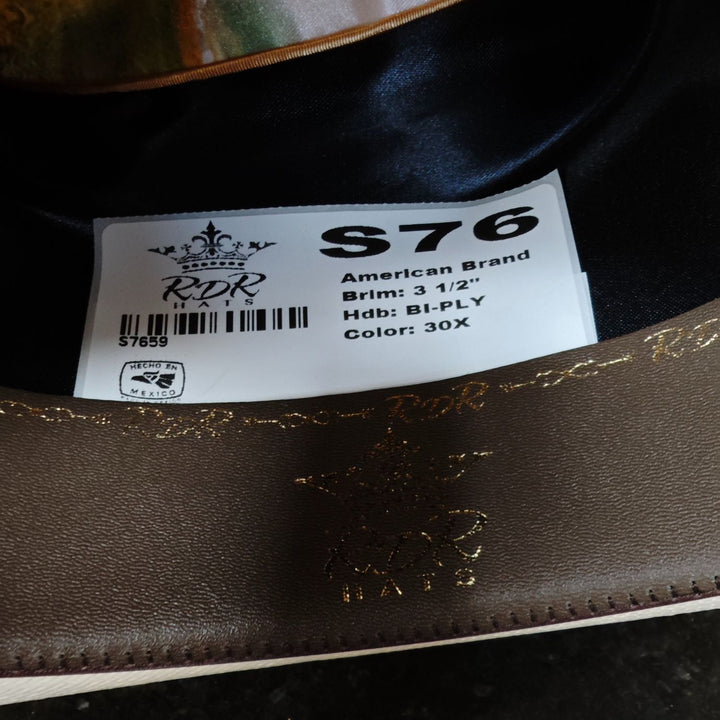 S76
American Brand
Brim: 3 1/2"
Hdb: BI-PLY
Color: 30X
RDR
HATS
S7659
HECHO EN
MEXICO
RDR
RDR
RDR
HATS